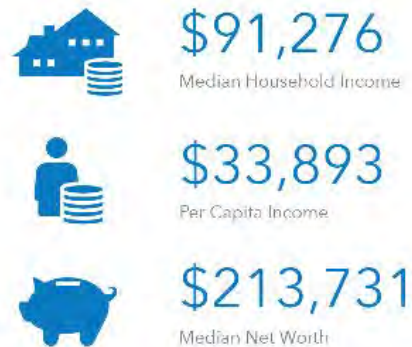 $91,276
Median Household Income
$33,893
Per Capita Income
$213,731
Median Net Worth